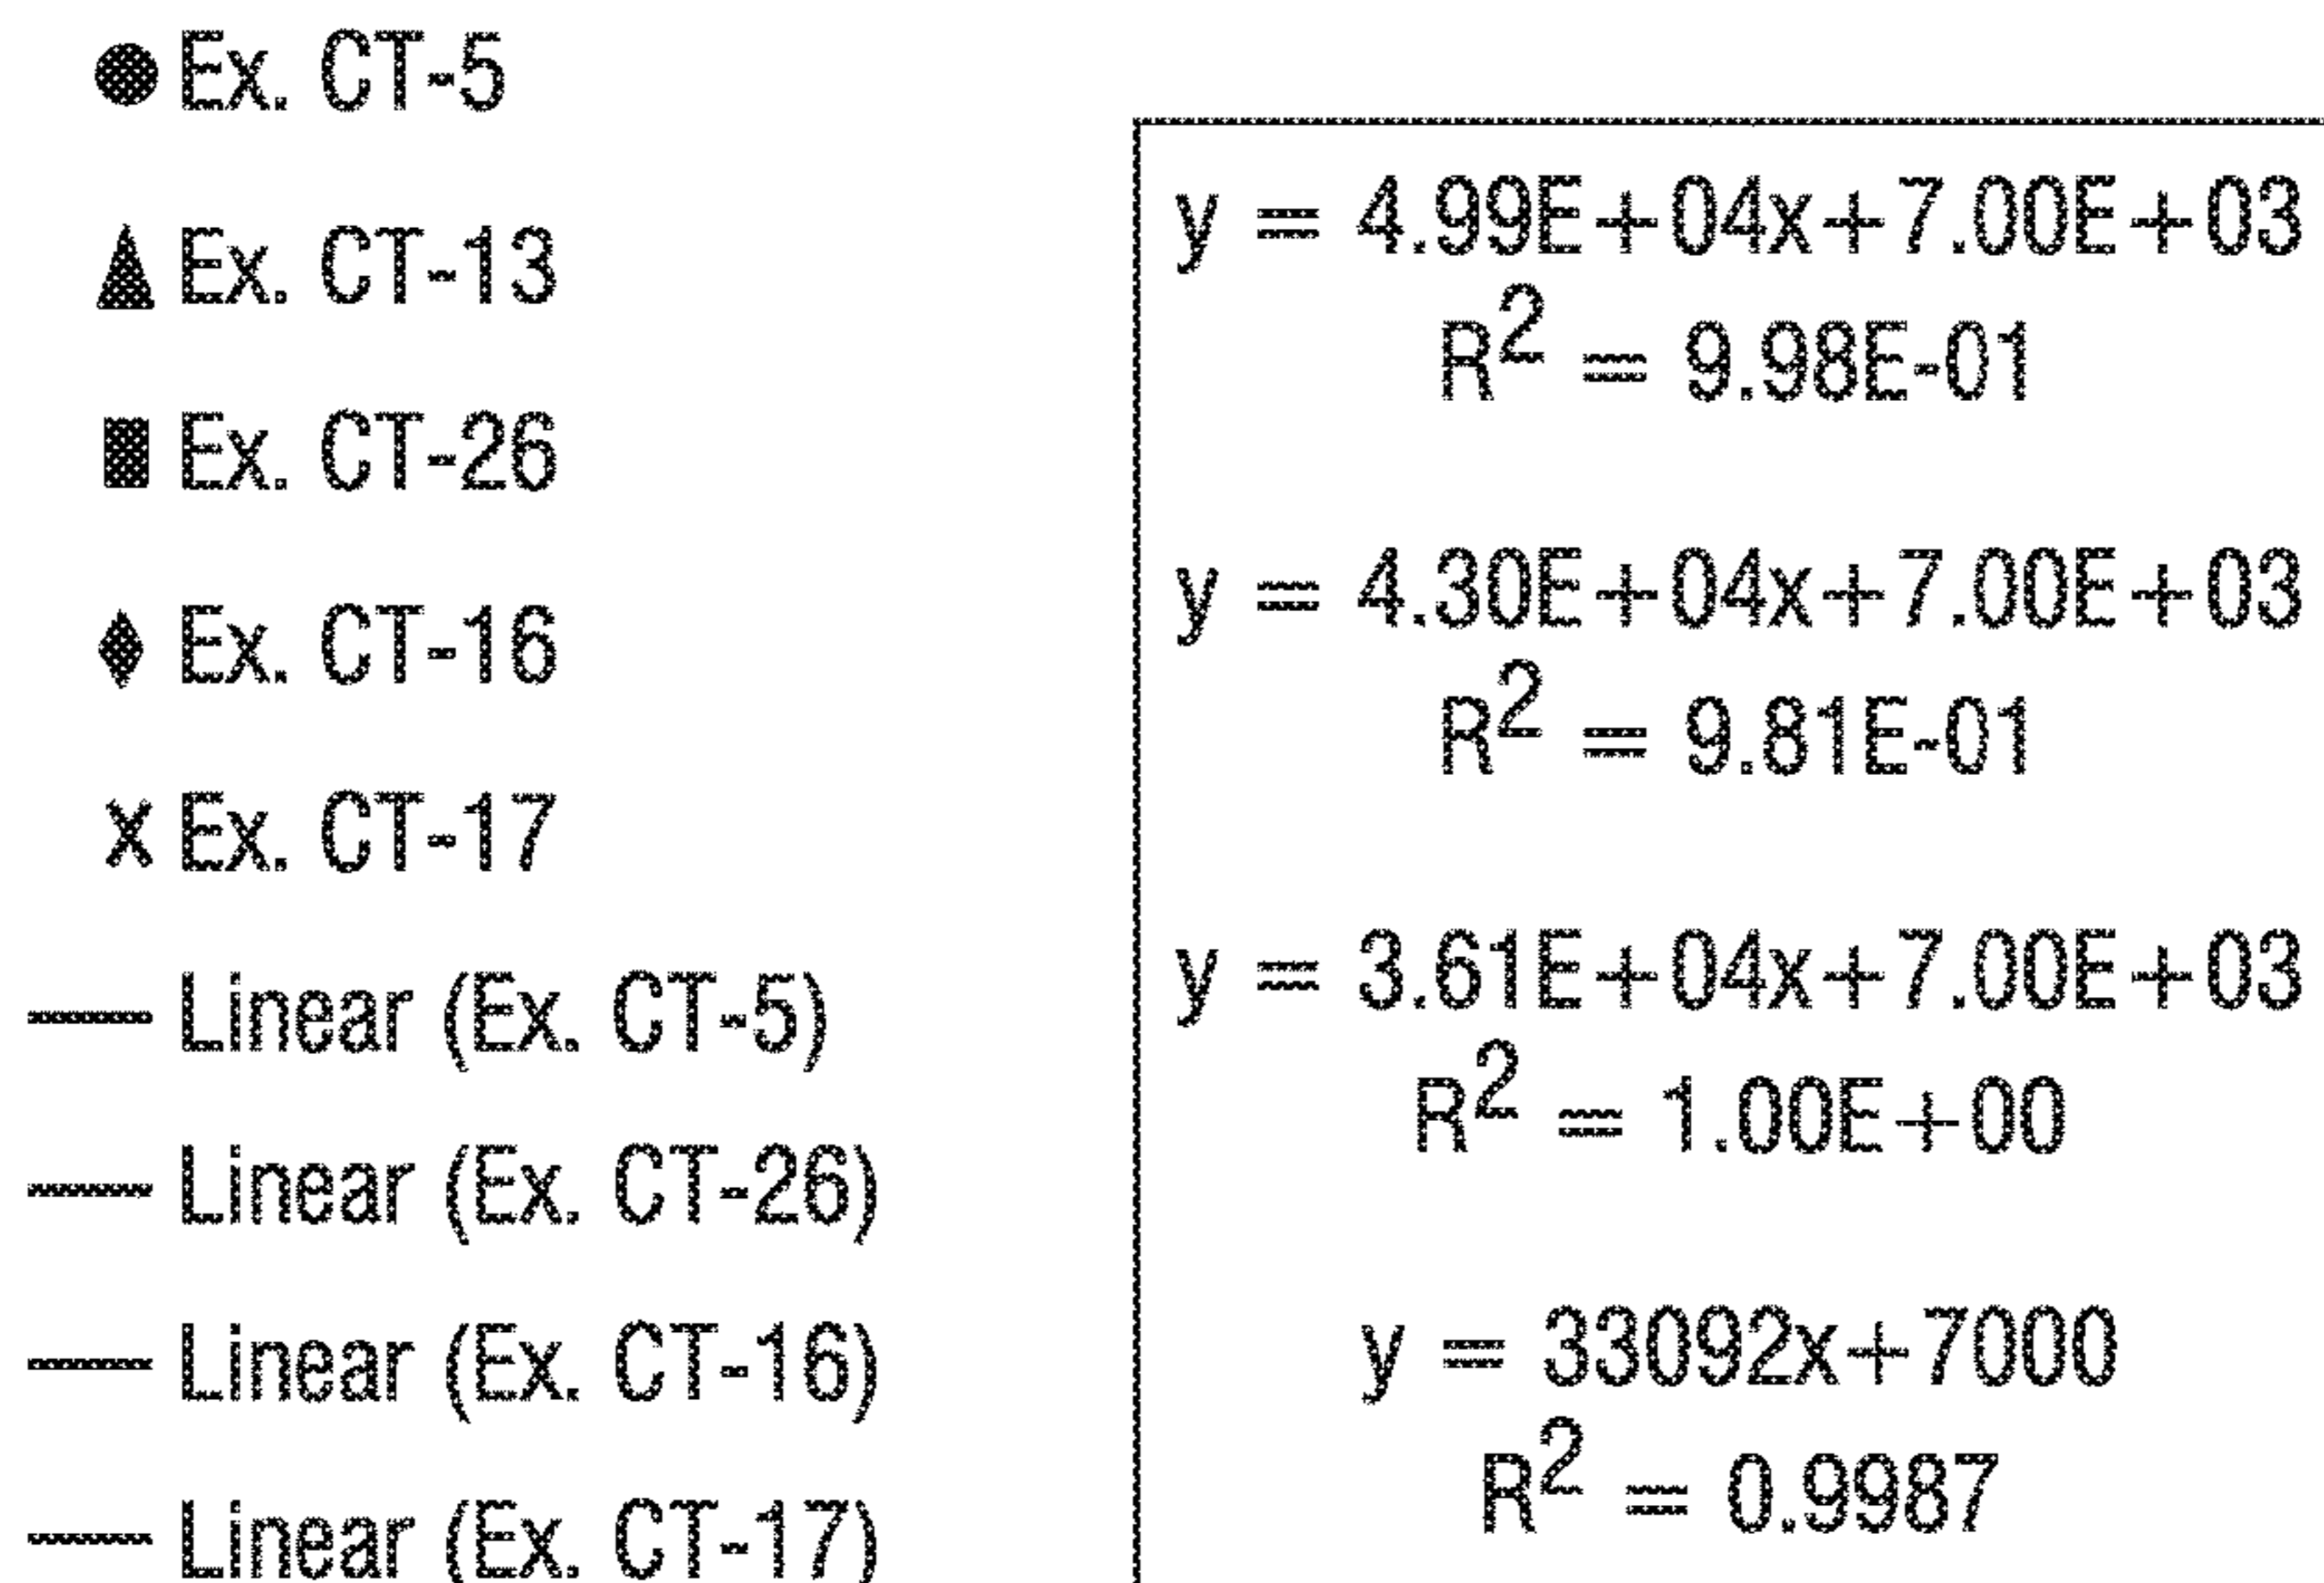 Ex. CT-5
Ex. CT-13
Ex. CT-26
Ex. CT-16
x Ex. CT-17
Linear (Ex. CT-5)
Linear (Ex. CT-26)
Linear (Ex. CT-16)
Linear (Ex. CT-17)
y = 4.99E+04x+7.00E+03
R² = 9.98E-01
y = 4.30E+04x+7.00E+03
R² = 9.81E-01
y = 3.61E+04x+7.00E+03
R² = 1.00E+00
y = 33092x+7000
R² = 0.9987